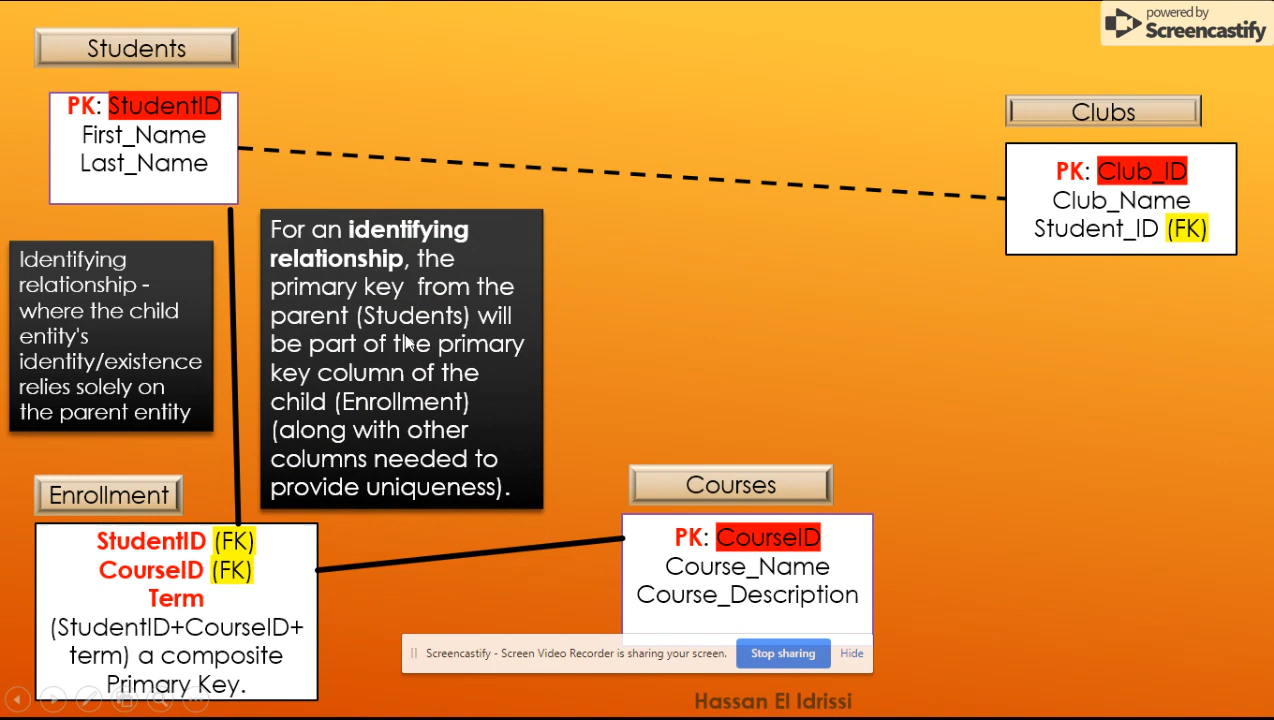 powered by
Screencastify
Students
PK: StudentID
First_Name
Last_Name
Clubs
PK: Club_ID
Club_Name
Student_ID (FK)
Identifying
relationship -
where the child
entity's
identity/existence
relies solely on
the parent entity
For an identifying
relationship, the
primary key from the
parent (Students) will
be part of the primary
key column of the
child (Enrollment)
(along with other
columns needed to
provide uniqueness).
Enrollment
StudentID (FK)
CourseID (FK)
Term
(StudentID+CourseID+
term) a composite
Primary Key.
Courses
PK: CourseID
Course_Name
Course_Description
Screencastify - Screen Video Recorder is sharing your screen.
Stop sharing
Hide
Hassan El Idrissi